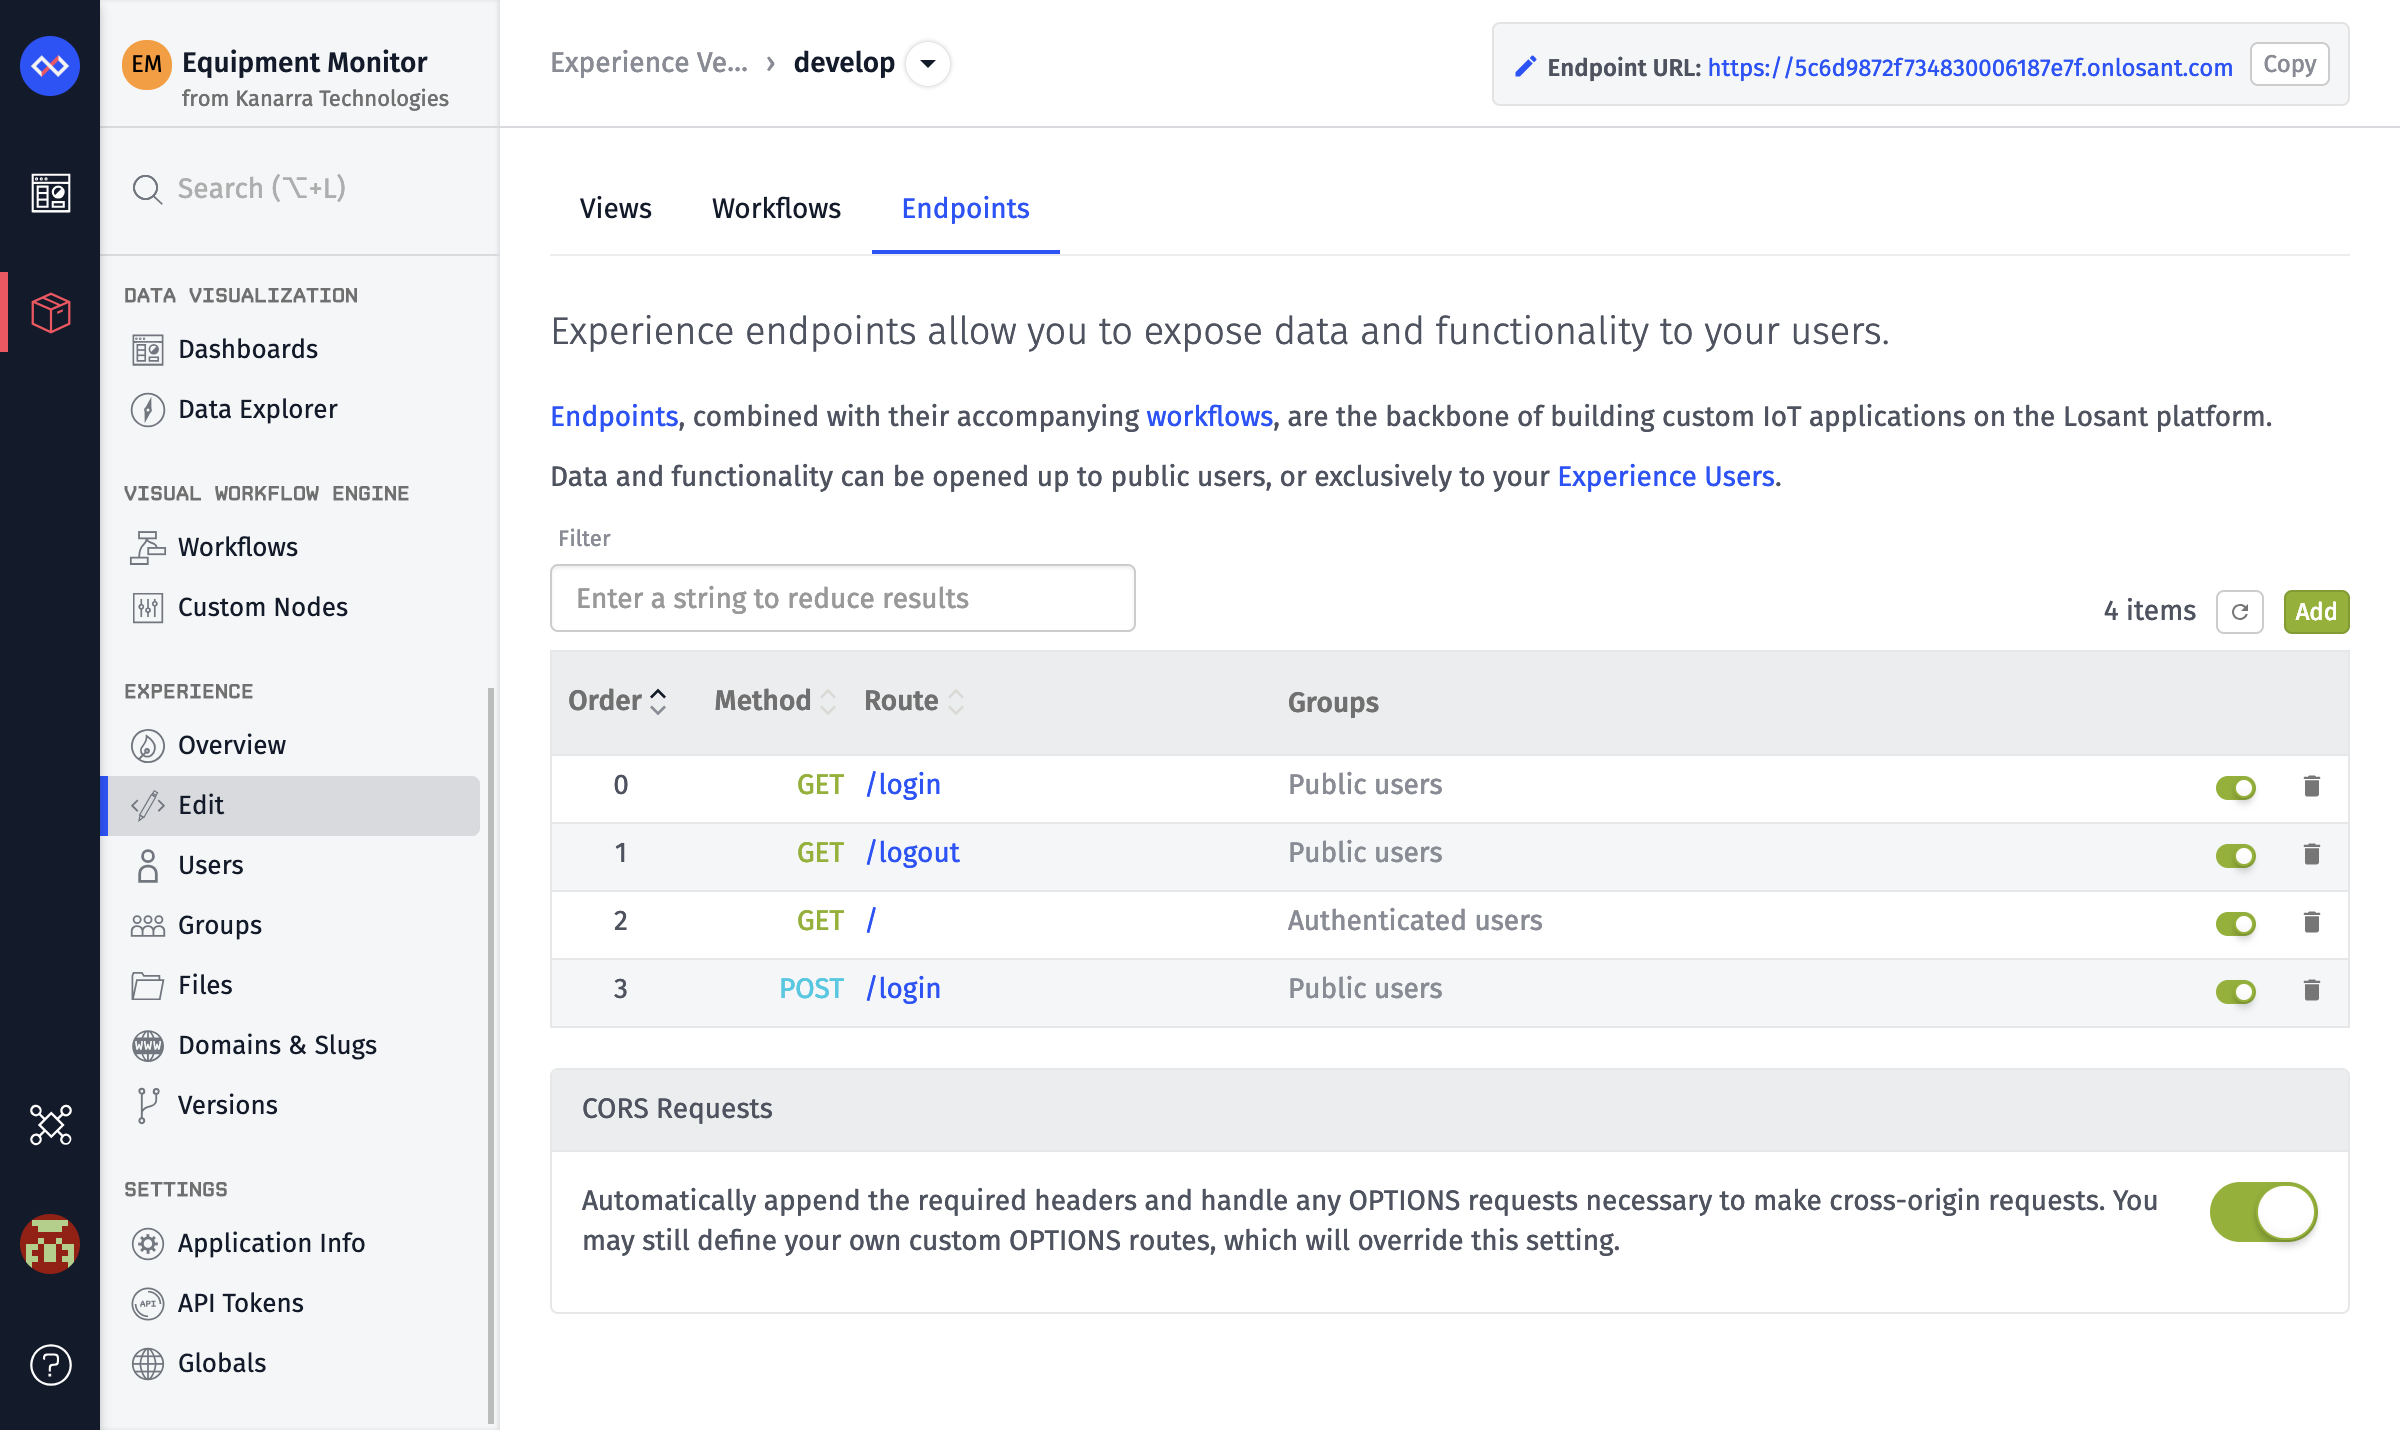 EM
Equipment Monitor
from Kanarra Technologies
Search (⌥+L)
DATA VISUALIZATION
Dashboards
Data Explorer
VISUAL WORKFLOW ENGINE
Workflows
Custom Nodes
EXPERIENCE
Overview
Edit
Users
Groups
Files
WWW
Domains & Slugs
Versions
SETTINGS
Application Info
API
API Tokens
Globals
?
Experience Ve... › develop
Endpoint URL: https://5c6d9872f734830006187e7f.onlosant.com
Copy
Views
Workflows
Endpoints
Experience endpoints allow you to expose data and functionality to your users.
Endpoints, combined with their accompanying workflows, are the backbone of building custom IoT applications on the Losant platform.
Data and functionality can be opened up to public users, or exclusively to your Experience Users.
Filter
Enter a string to reduce results
4 items
Add
Order Method Route Groups
0 GET /login Public users
1 GET /logout Public users
2 GET / Authenticated users
3 POST /login Public users
CORS Requests
Automatically append the required headers and handle any OPTIONS requests necessary to make cross-origin requests. You
may still define your own custom OPTIONS routes, which will override this setting.